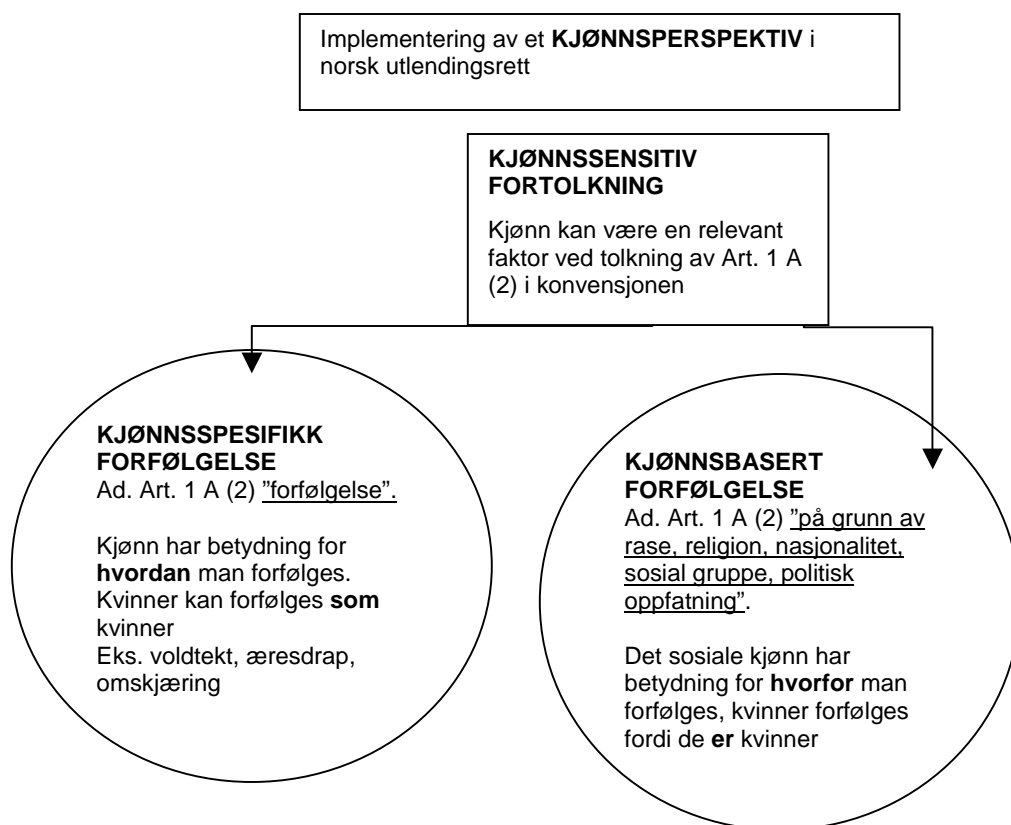 Implementering av et KJØNNSPERSPEKTIV i
norsk utlendingsrett
KJØNNSSENSITIV
FORTOLKNING
Kjønn kan være en relevant
faktor ved tolkning av Art. 1 A
(2) i konvensjonen
KJØNNSSPESIFIKK
FORFØLGELSE
Ad. Art. 1 A (2) ”forfølgelse”.
Kjønn har betydning for
hvordan man forfølges.
Kvinner kan forfølges som
kvinner
Eks. voldtekt, æresdrap,
omskjæring
KJØNNSBASERT
FORFØLGELSE
Ad. Art. 1 A (2) ”på grunn av
rase, religion, nasjonalitet,
sosial gruppe, politisk
oppfatning”.
Det sosiale kjønn har
betydning for hvorfor man
forfølges, kvinner forfølges
fordi de er kvinner